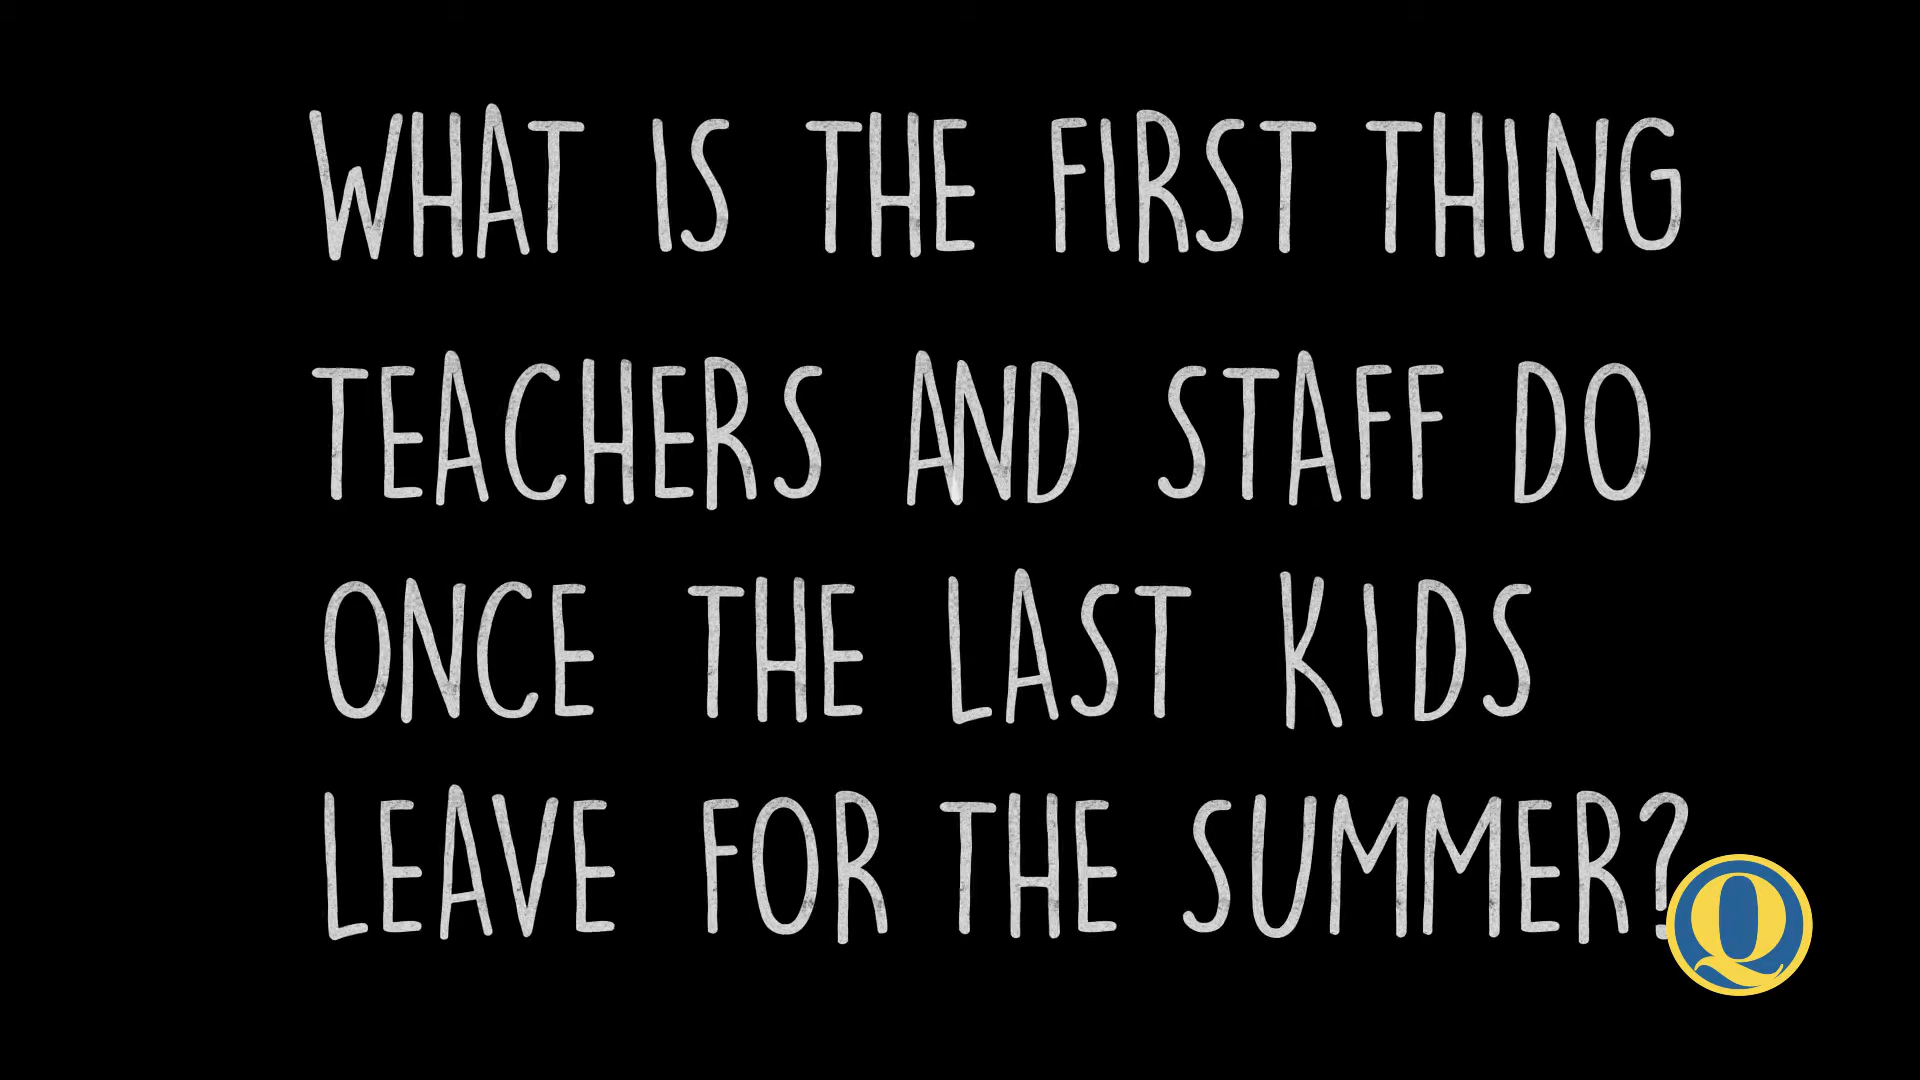 WHAT IS THE FIRST THING
TEACHERS AND STAFF DO
ONCE THE LAST KIDS
LEAVE FOR THE SUMMER?
Q